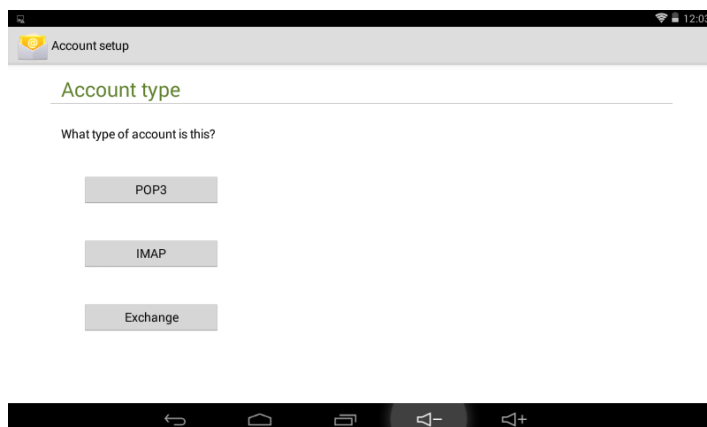 12:03
Account setup
Account type
What type of account is this?
POP3
IMAP
Exchange